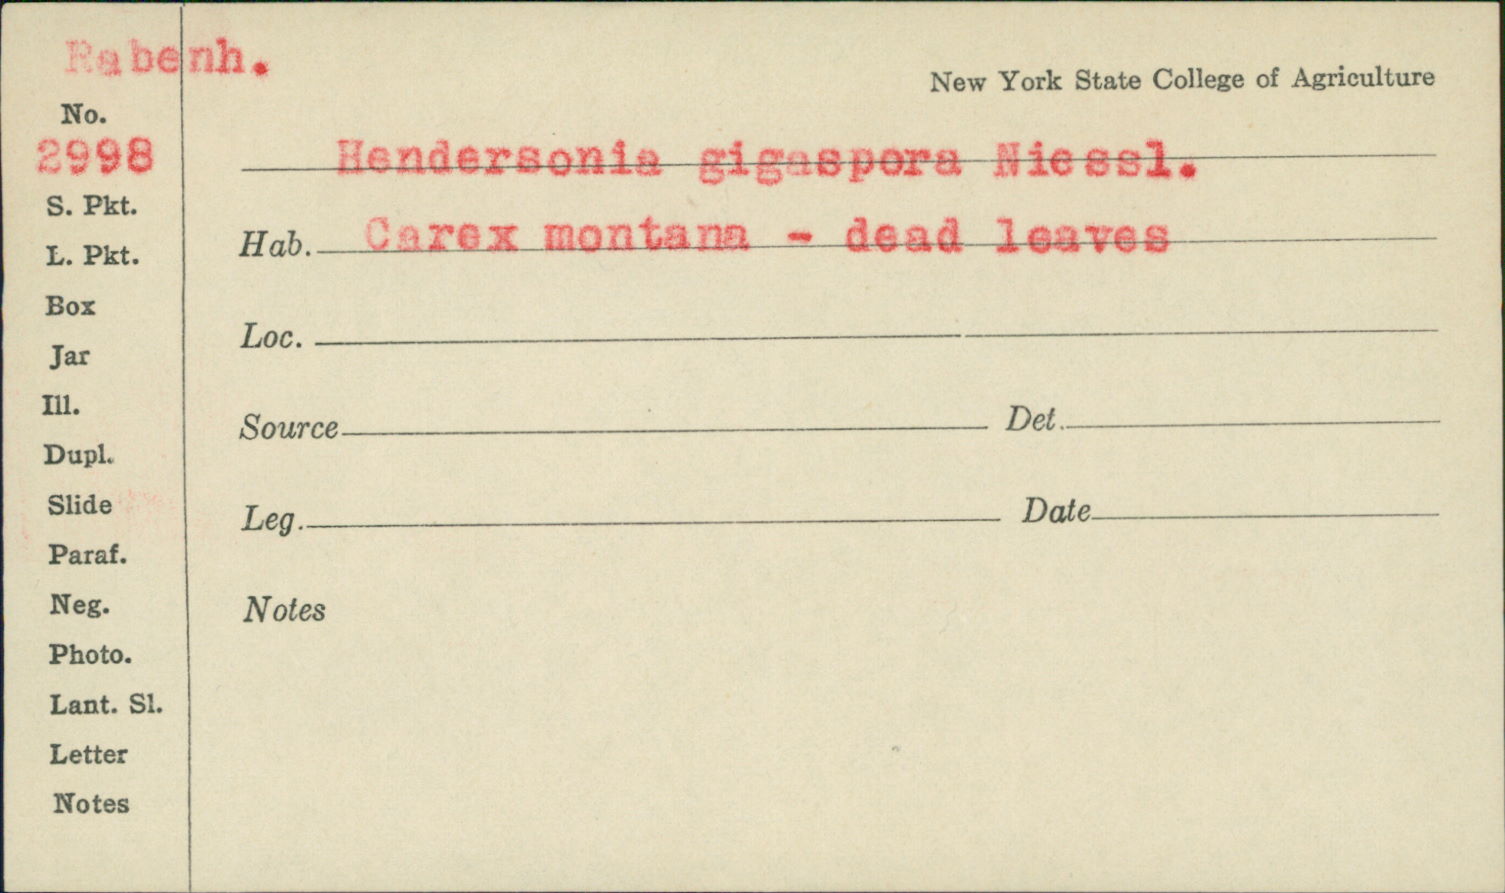 Rabenh.
New York State College of Agriculture
No.
2998
Hendersonia gigaspora Niessl.
S. Pkt.
Hab. Carex montana - dead leaves
L. Pkt.
Box
Loc.
Jar
Ill.
Source Det.
Dupl.
Slide
Leg. Date
Paraf.
Neg.
Notes
Photo.
Lant. Sl.
Letter
Notes